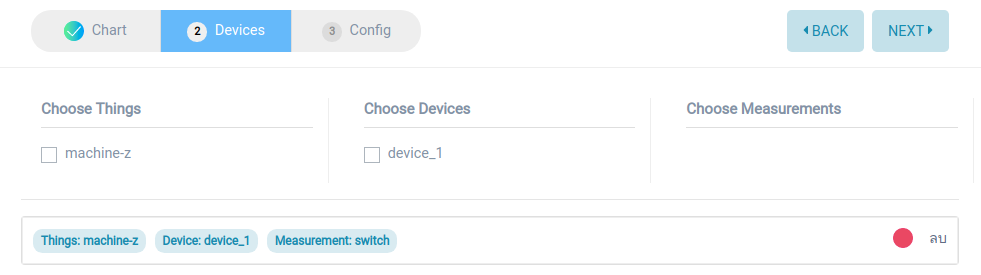 Chart 2 Devices 3 Config BACK NEXT
Choose Things Choose Devices Choose Measurements
machine-z device_1
Things: machine-z Device: device_1 Measurement: switch ลบ